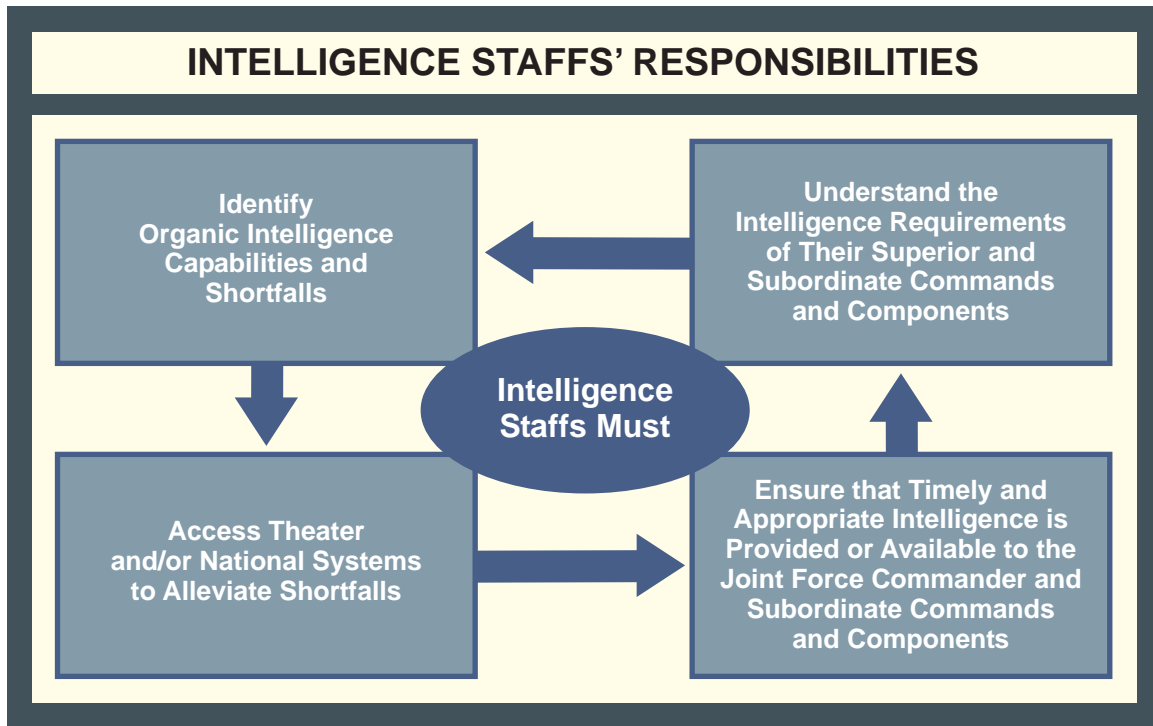 INTELLIGENCE STAFFS’ RESPONSIBILITIES
Identify
Organic Intelligence
Capabilities and
Shortfalls
Understand the
Intelligence Requirements
of Their Superior and
Subordinate Commands
and Components
Intelligence
Staffs Must
Access Theater
and/or National Systems
to Alleviate Shortfalls
Ensure that Timely and
Appropriate Intelligence is
Provided or Available to the
Joint Force Commander and
Subordinate Commands
and Components